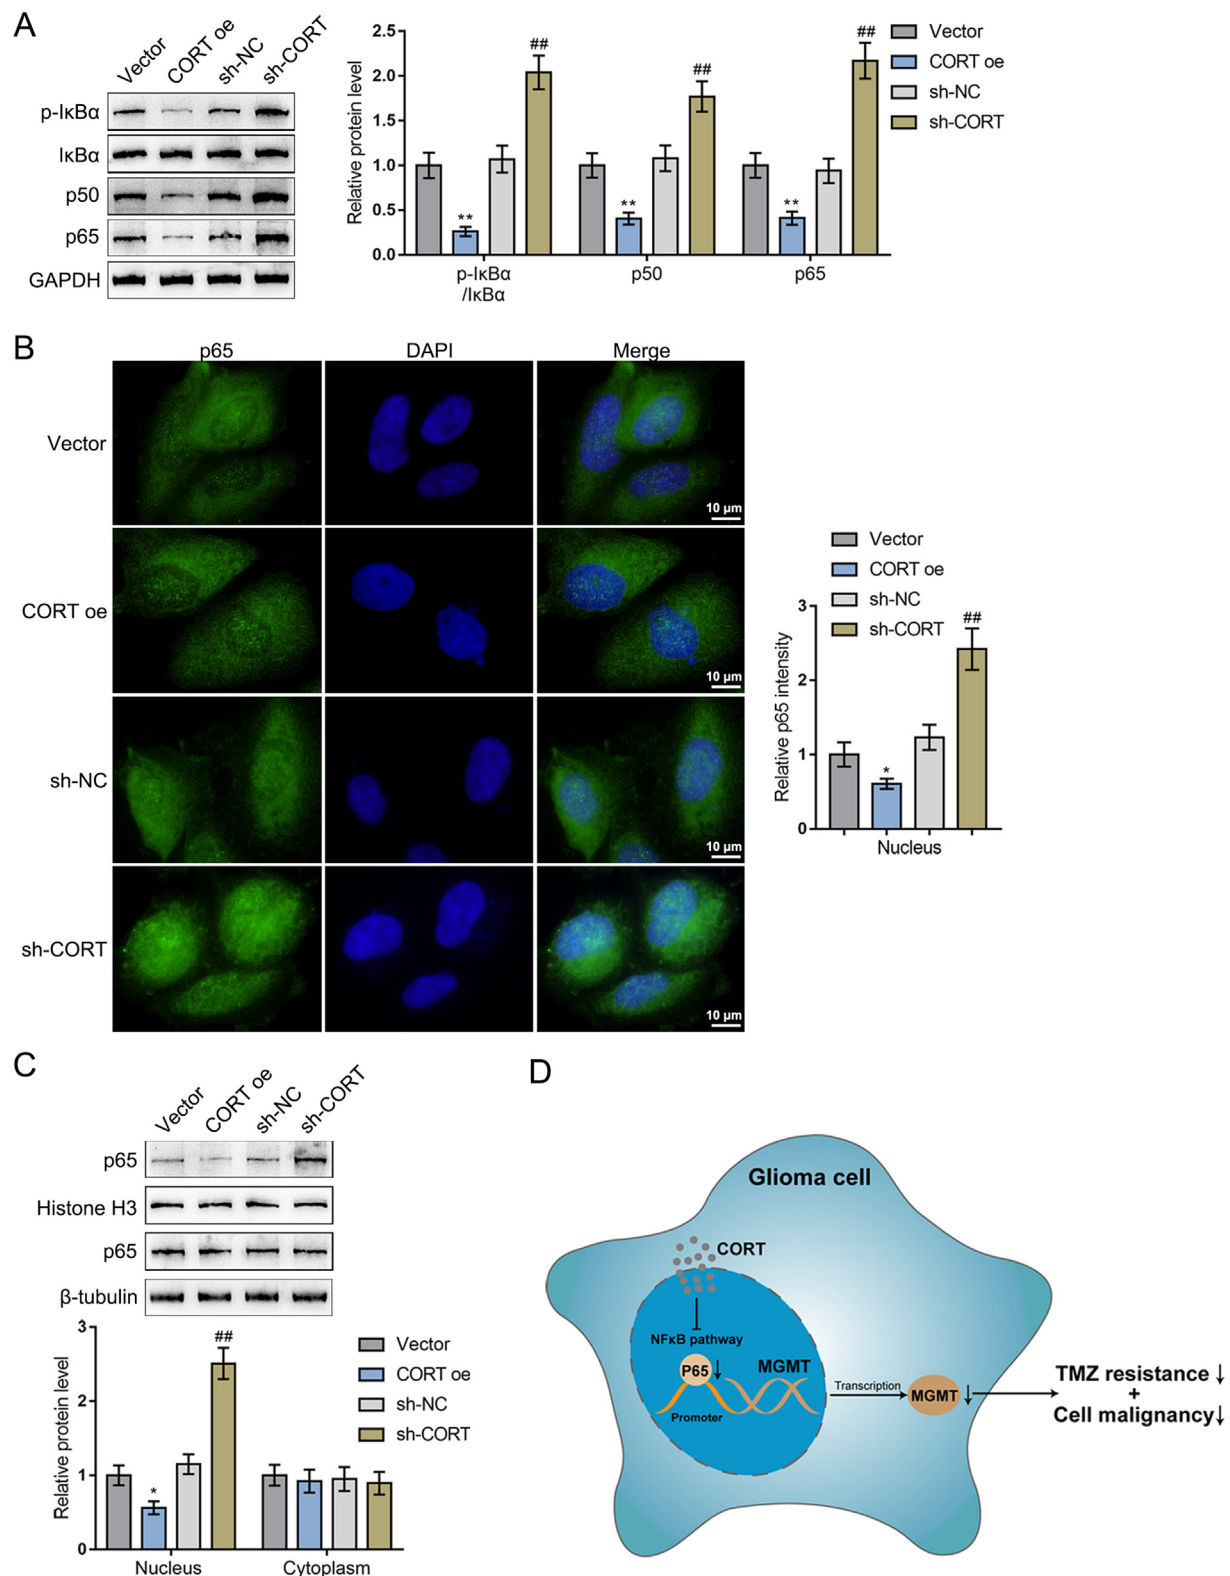 A
Vector
CORT oe
sh-NC
sh-CORT
p-IκBα
IκBα
p50
p65
GAPDH
Relative protein level
2.5
2.0
1.5
1.0
0.5
0.0
**
##
**
##
**
##
p-IκBα
/IκBα
p50
p65
Vector
CORT oe
sh-NC
sh-CORT
B
p65
DAPI
Merge
Vector
10 μm
CORT oe
10 μm
sh-NC
10 μm
sh-CORT
10 μm
Vector
CORT oe
sh-NC
sh-CORT
Relative p65 intensity
3
2
1
0
*
##
Nucleus
C
Vector
CORT oe
sh-NC
sh-CORT
p65
Histone H3
p65
β-tubulin
Relative protein level
3
2
1
0
*
##
Nucleus
Cytoplasm
Vector
CORT oe
sh-NC
sh-CORT
D
Glioma cell
CORT
NFκB pathway
P65
MGMT
Promoter
Transcription
MGMT
TMZ resistance ↓
+
Cell malignancy↓